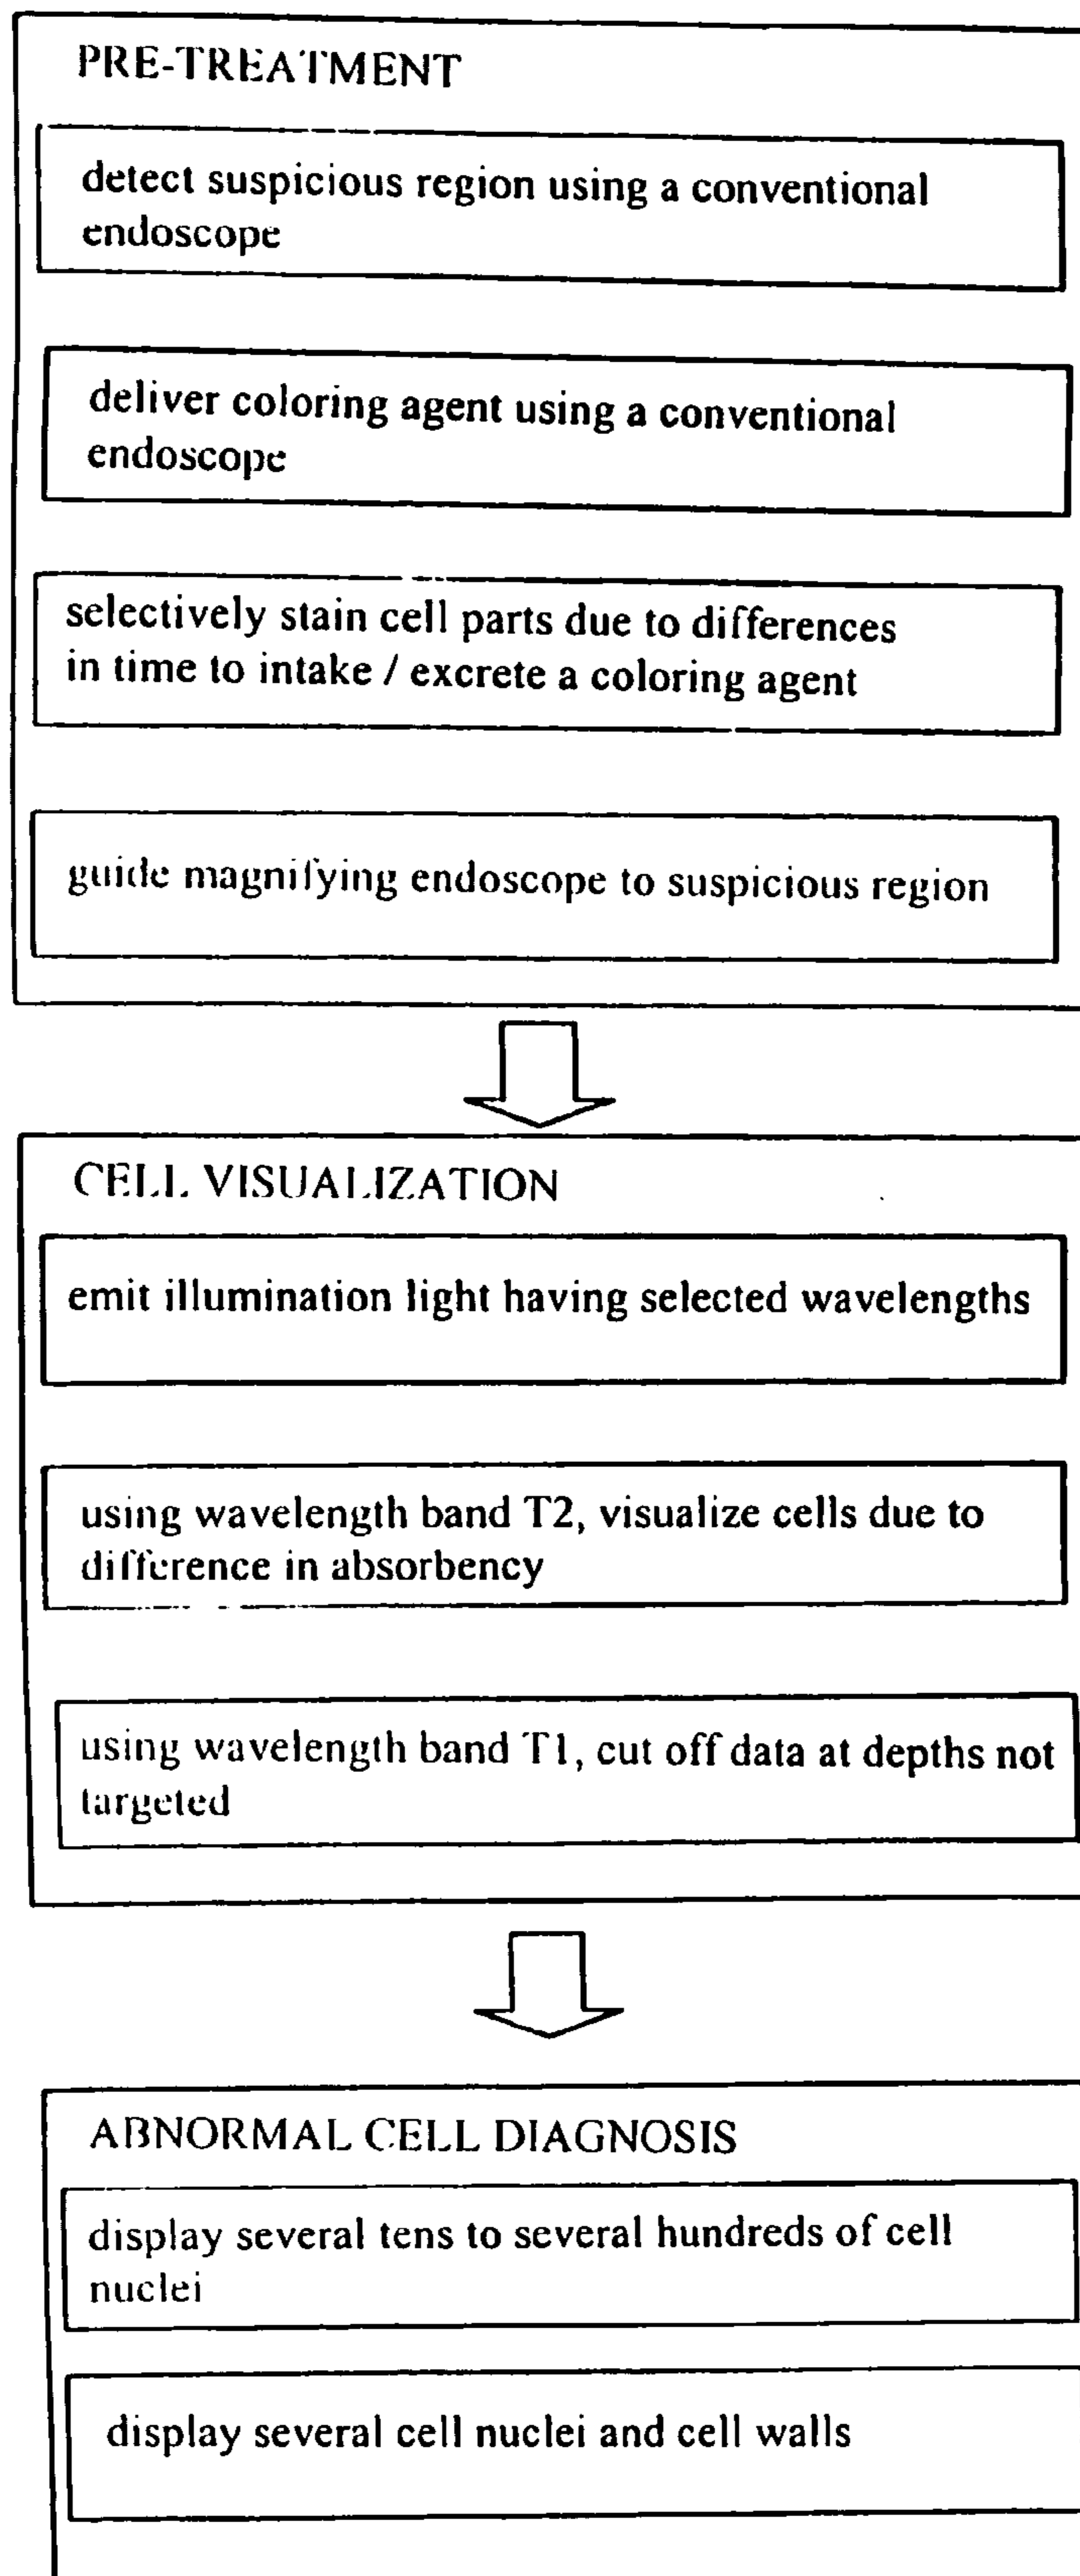 PRE-TREATMENT
detect suspicious region using a conventional
endoscope
deliver coloring agent using a conventional
endoscope
selectively stain cell parts due to differences
in time to intake / excrete a coloring agent
guide magnifying endoscope to suspicious region
CELL VISUALIZATION
emit illumination light having selected wavelengths
using wavelength band T2, visualize cells due to
difference in absorbency
using wavelength band T1, cut off data at depths not
targeted
ABNORMAL CELL DIAGNOSIS
display several tens to several hundreds of cell
nuclei
display several cell nuclei and cell walls